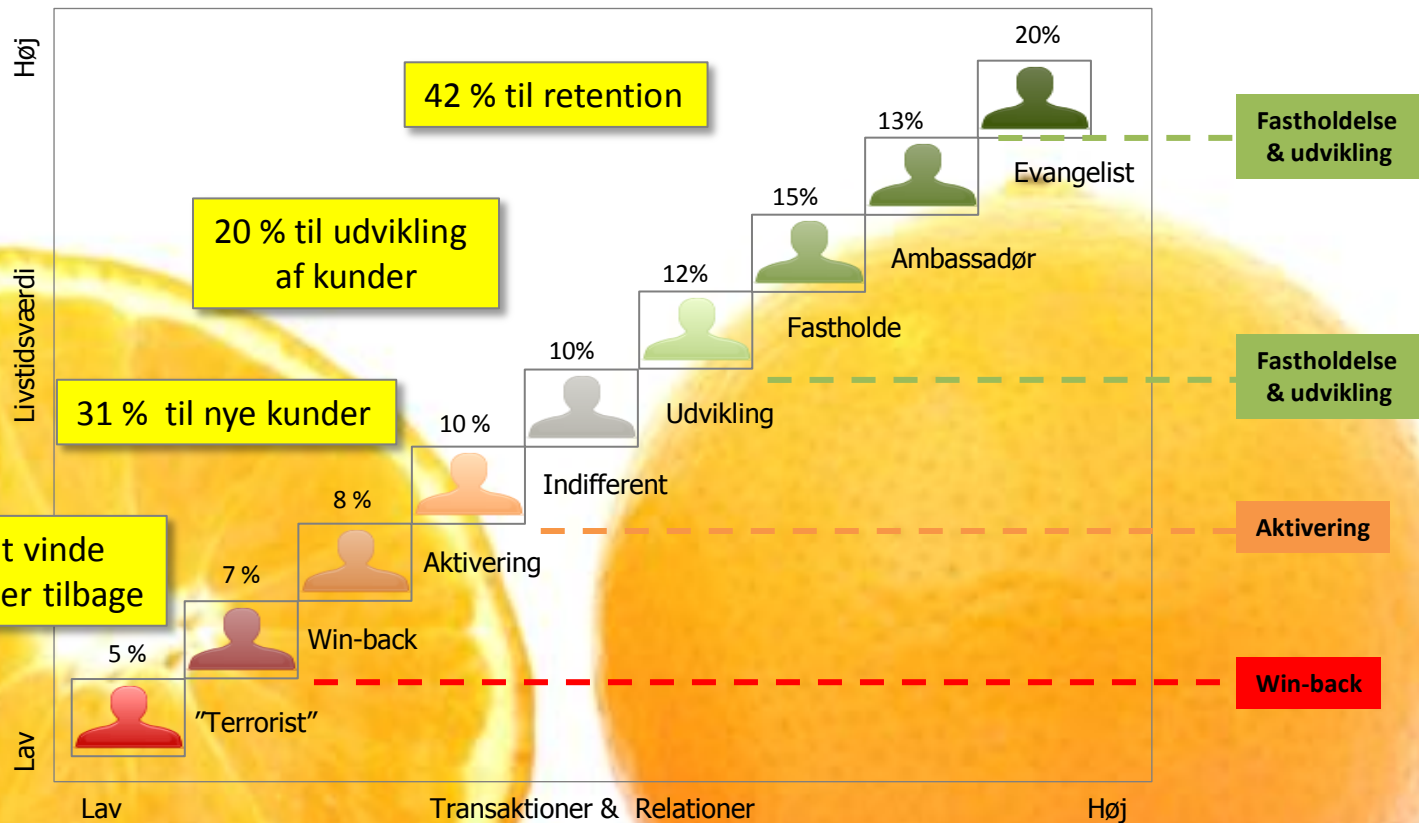 Høj
20%
42 % til retention
Fastholdelse
& udvikling
13%
Evangelist
15%
20 % til udvikling
af kunder
Ambassadør
Livstidsværdi
12%
Fastholde
10%
Fastholdelse
& udvikling
31 %  til nye kunder
Udvikling
10 %
Indifferent
8 %
Aktivering
t vinde
er tilbage
Aktivering
7 %
Win-back
5 %
Win-back
”Terrorist”
Lav
Lav
Transaktioner & Relationer
Høj